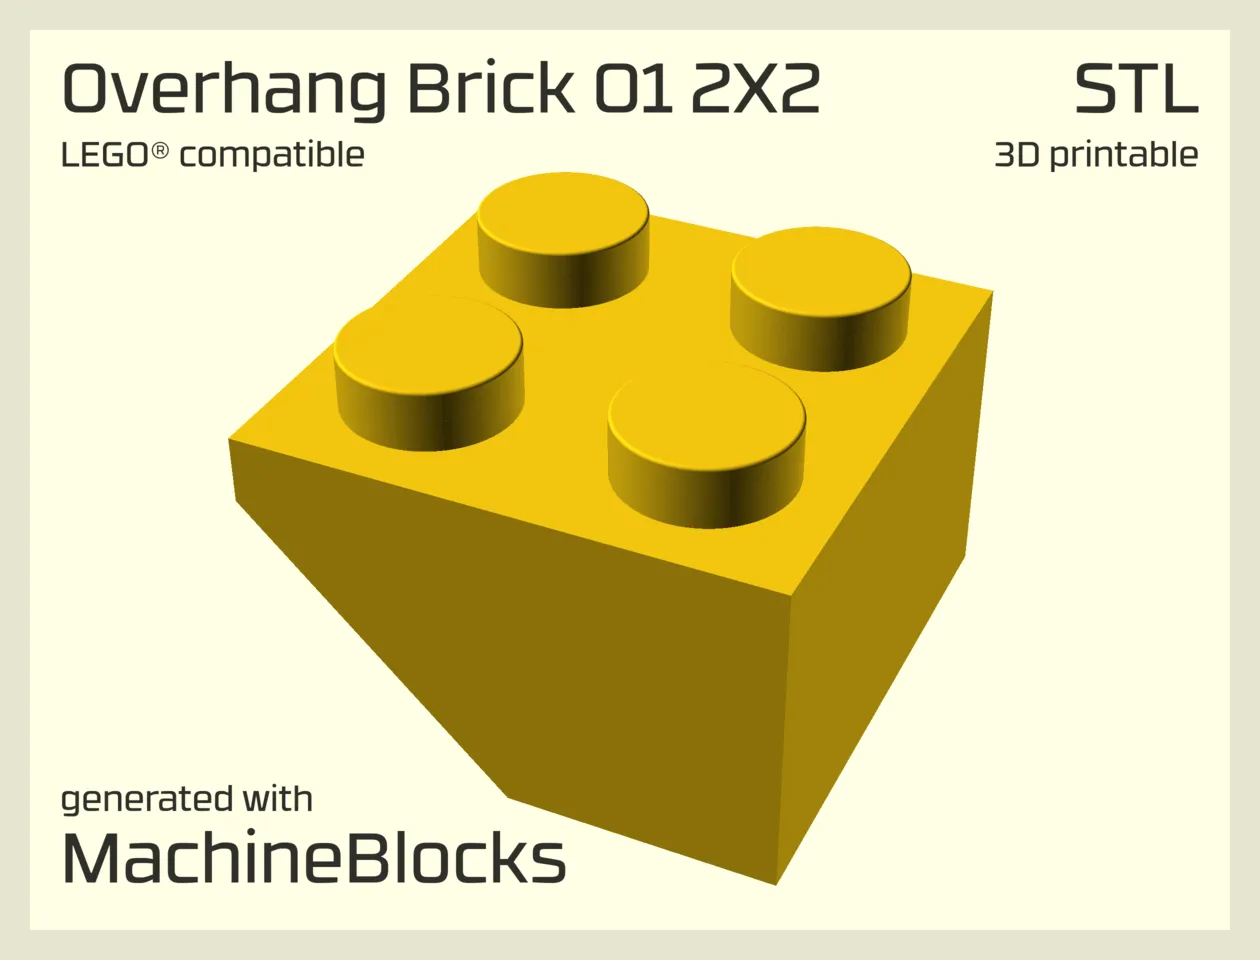 Overhang Brick 01 2X2
STL
LEGO® compatible
3D printable
generated with
MachineBlocks